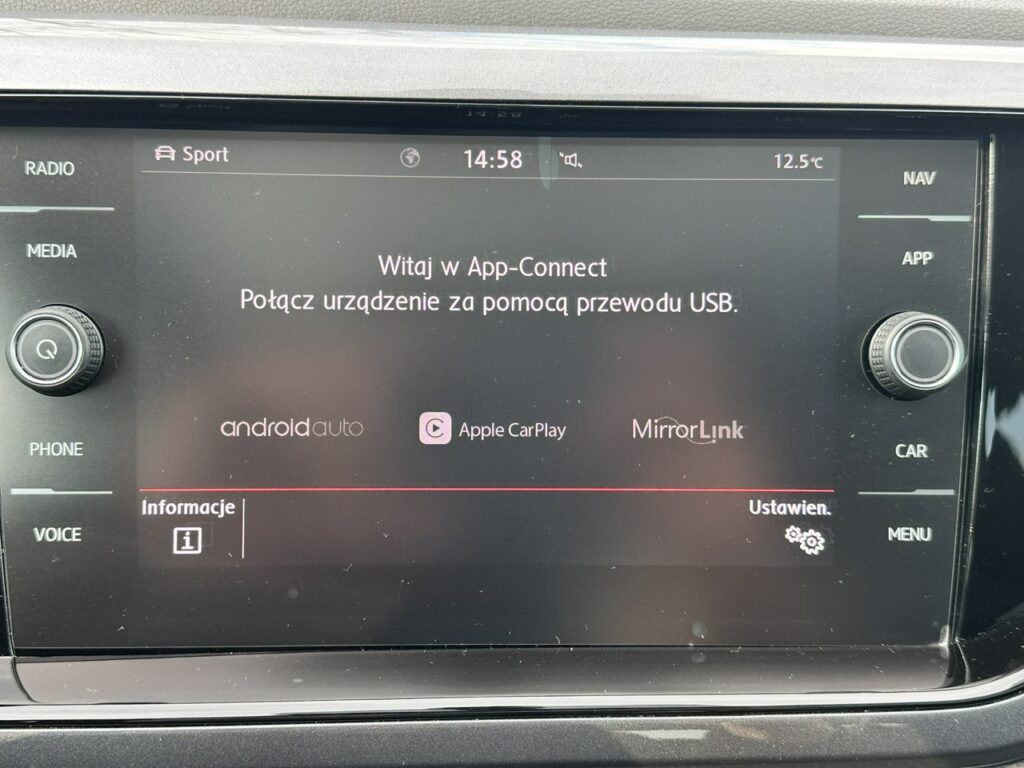 Sport 14:58 12.5°C
RADIO
MEDIA
PHONE
VOICE
NAV
APP
CAR
MENU
Witaj w App-Connect
Połącz urządzenie za pomocą przewodu USB.
androidauto Apple CarPlay MirrorLink
Informacje Ustawien.